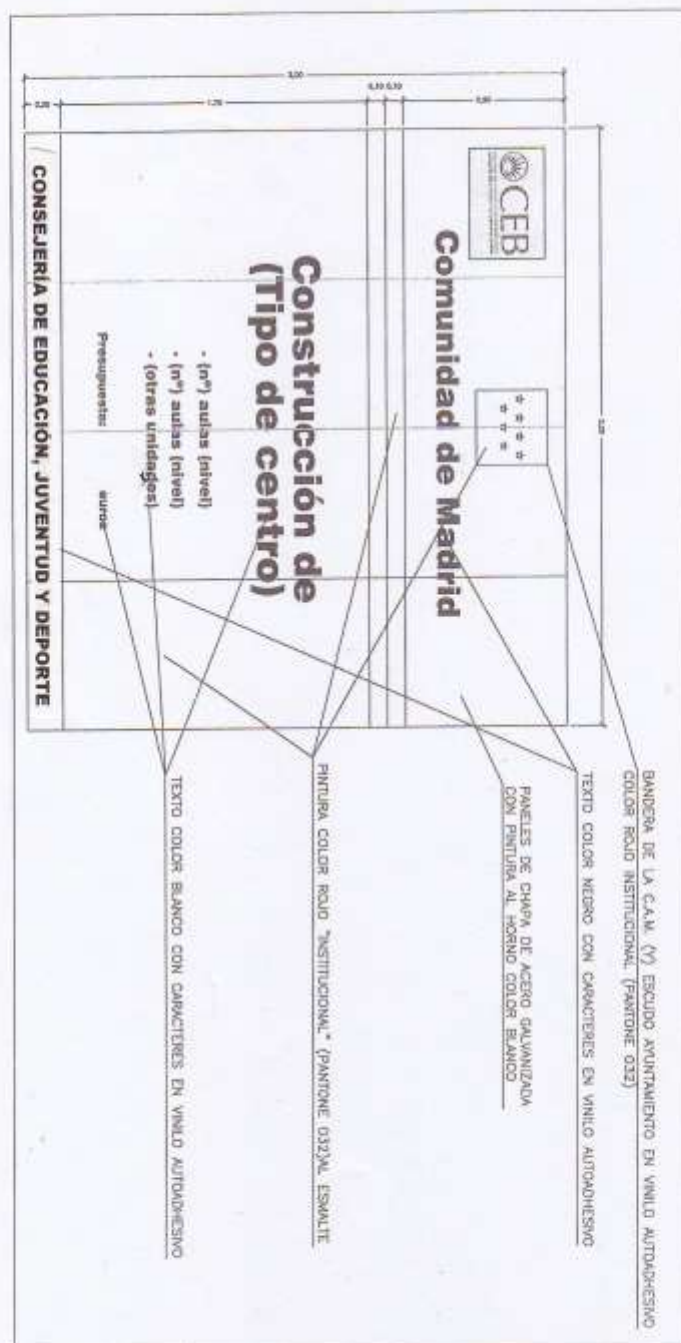 CEB
Comunidad de Madrid
Construcción de
(Tipo de centro)
- (nº) aulas (nivel)
- (nº) aulas (nivel)
- (otras unidades)
Presupuesto: euros
CONSEJERÍA DE EDUCACIÓN, JUVENTUD Y DEPORTE
BANDERA DE LA C.A.M. (Y) ESCUDO AYUNTAMIENTO EN VINILO AUTOADHESIVO
COLOR ROJO INSTITUCIONAL (PANTONE 032)
TEXTO COLOR NEGRO CON CARACTERES EN VINILO AUTOADHESIVO
PANELES DE CHAPA DE ACERO GALVANIZADA
CON PINTURA AL HORNO COLOR BLANCO
PINTURA COLOR ROJO "INSTITUCIONAL" (PANTONE 032)AL ESMALTE
TEXTO COLOR BLANCO CON CARACTERES EN VINILO AUTOADHESIVO